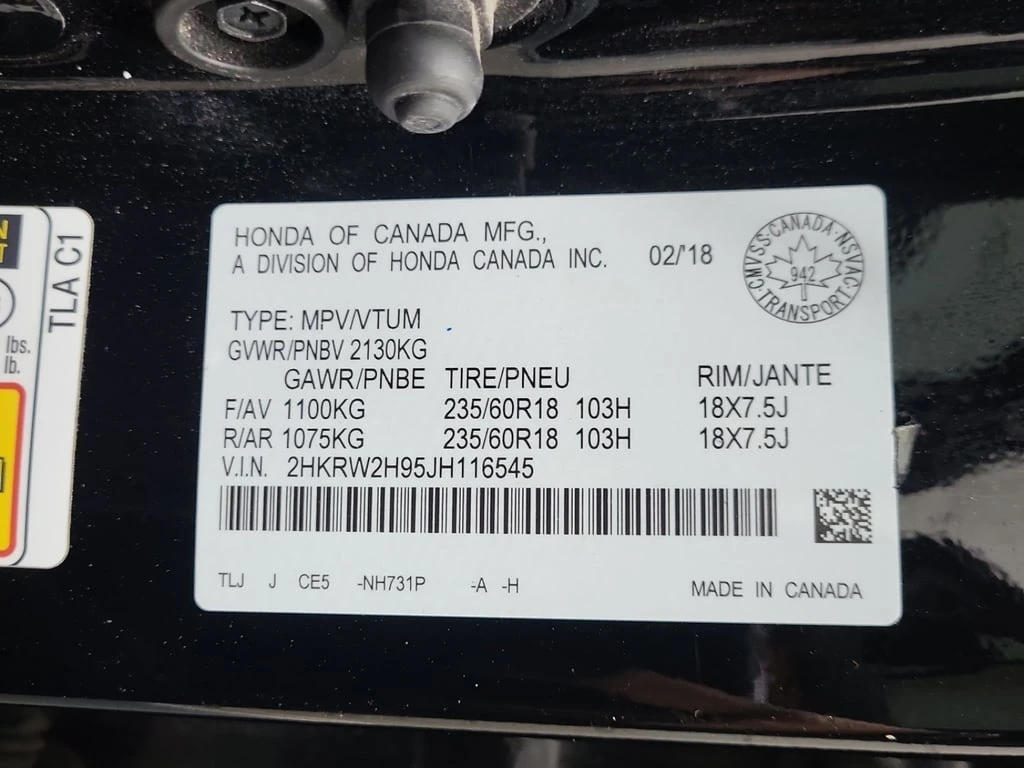 HONDA OF CANADA MFG.,
A DIVISION OF HONDA CANADA INC. 02/'18
CMVSS·CANADA·NSVAC
942
·TRANSPORT·
TYPE: MPV/VTUM
GVWR/PNBV 2130KG
GAWR/PNBE TIRE/PNEU RIM/JANTE
F/AV 1100KG 235/60R18 103H 18X7.5J
R/AR 1075KG 235/60R18 103H 18X7.5J
V.I.N. 2HKRW2H95JH116545
TLJ J CE5 -NH731P -A -H MADE IN CANADA
TLA C1
lbs.
lb.